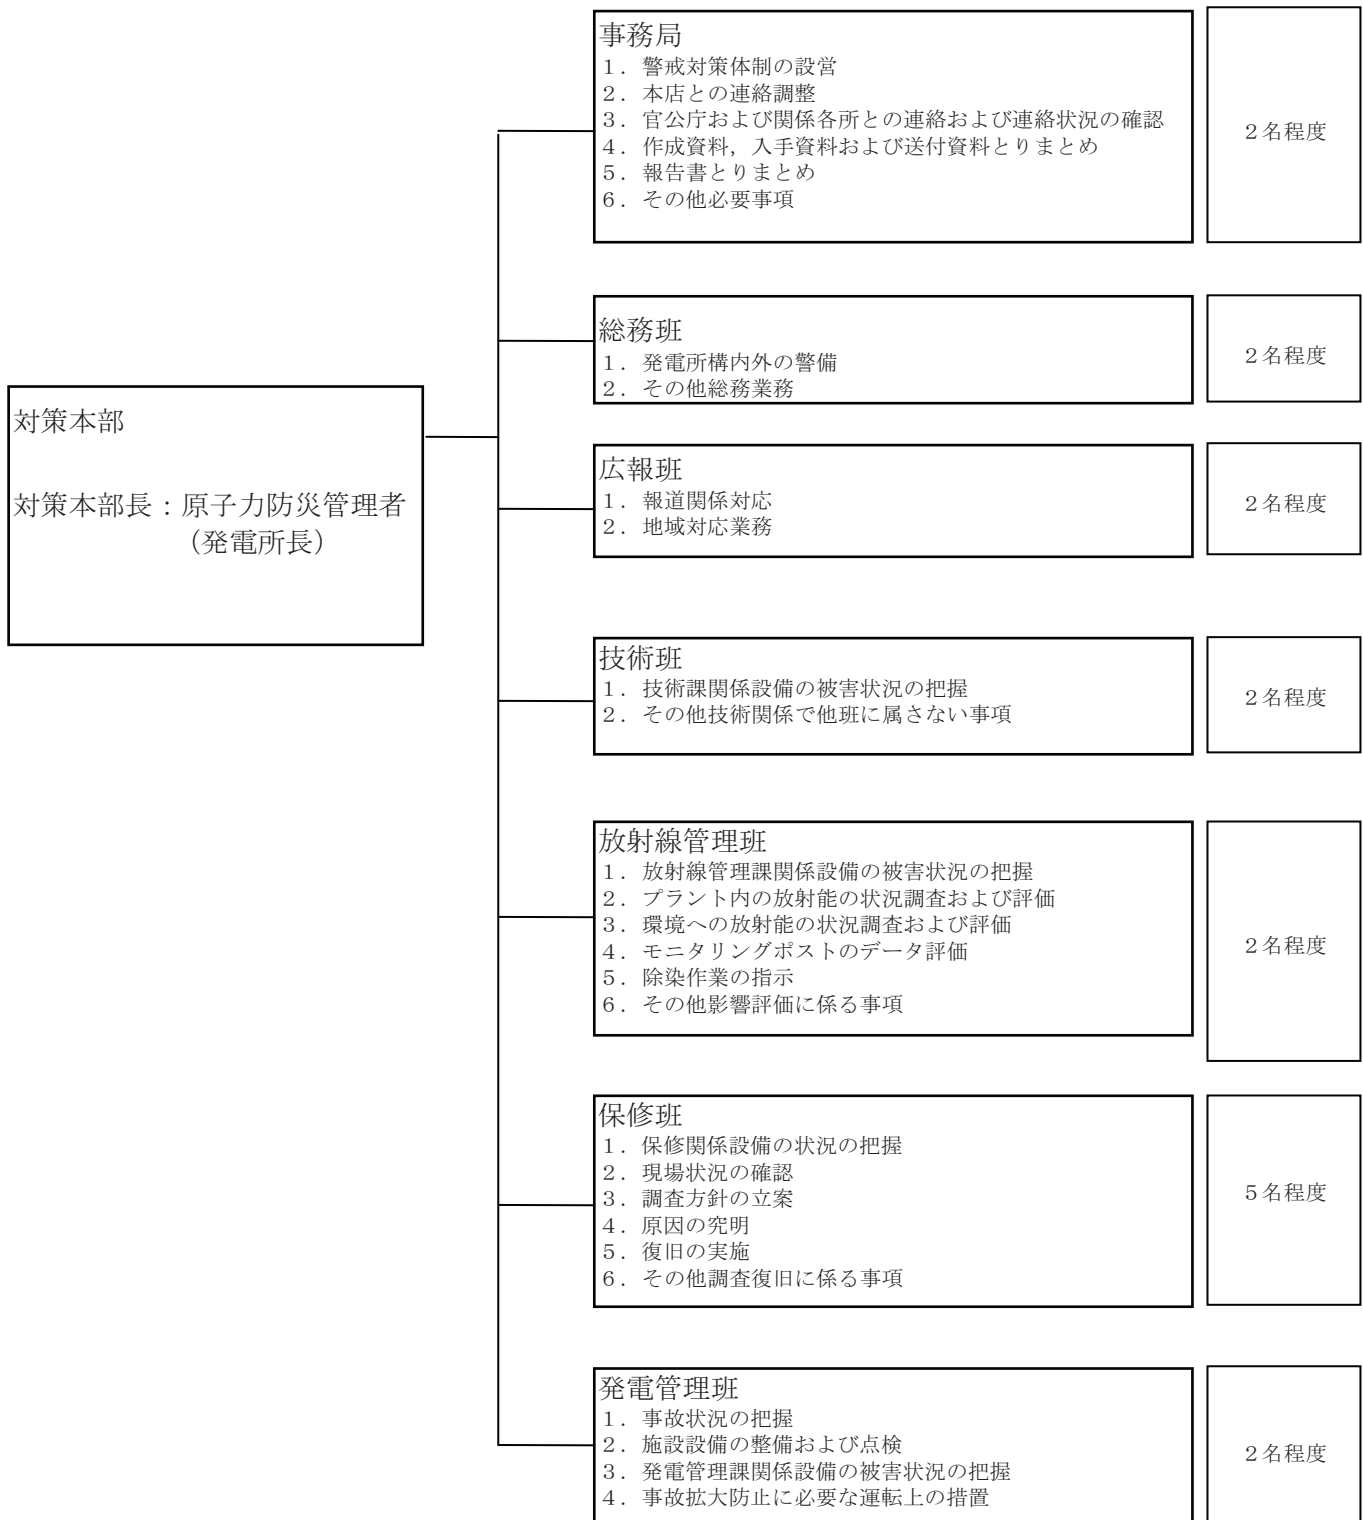 事務局
1．警戒対策体制の設営
2．本店との連絡調整
3．官公庁および関係各所との連絡および連絡状況の確認
4．作成資料，入手資料および送付資料とりまとめ
5．報告書とりまとめ
6．その他必要事項
2名程度
総務班
1．発電所構内外の警備
2．その他総務業務
2名程度
対策本部
対策本部長：原子力防災管理者
（発電所長）
広報班
1．報道関係対応
2．地域対応業務
2名程度
技術班
1．技術課関係設備の被害状況の把握
2．その他技術関係で他班に属さない事項
2名程度
放射線管理班
1．放射線管理課関係設備の被害状況の把握
2．プラント内の放射能の状況調査および評価
3．環境への放射能の状況調査および評価
4．モニタリングポストのデータ評価
5．除染作業の指示
6．その他影響評価に係る事項
2名程度
保修班
1．保修関係設備の状況の把握
2．現場状況の確認
3．調査方針の立案
4．原因の究明
5．復旧の実施
6．その他調査復旧に係る事項
5名程度
発電管理班
1．事故状況の把握
2．施設設備の整備および点検
3．発電管理課関係設備の被害状況の把握
4．事故拡大防止に必要な運転上の措置
2名程度